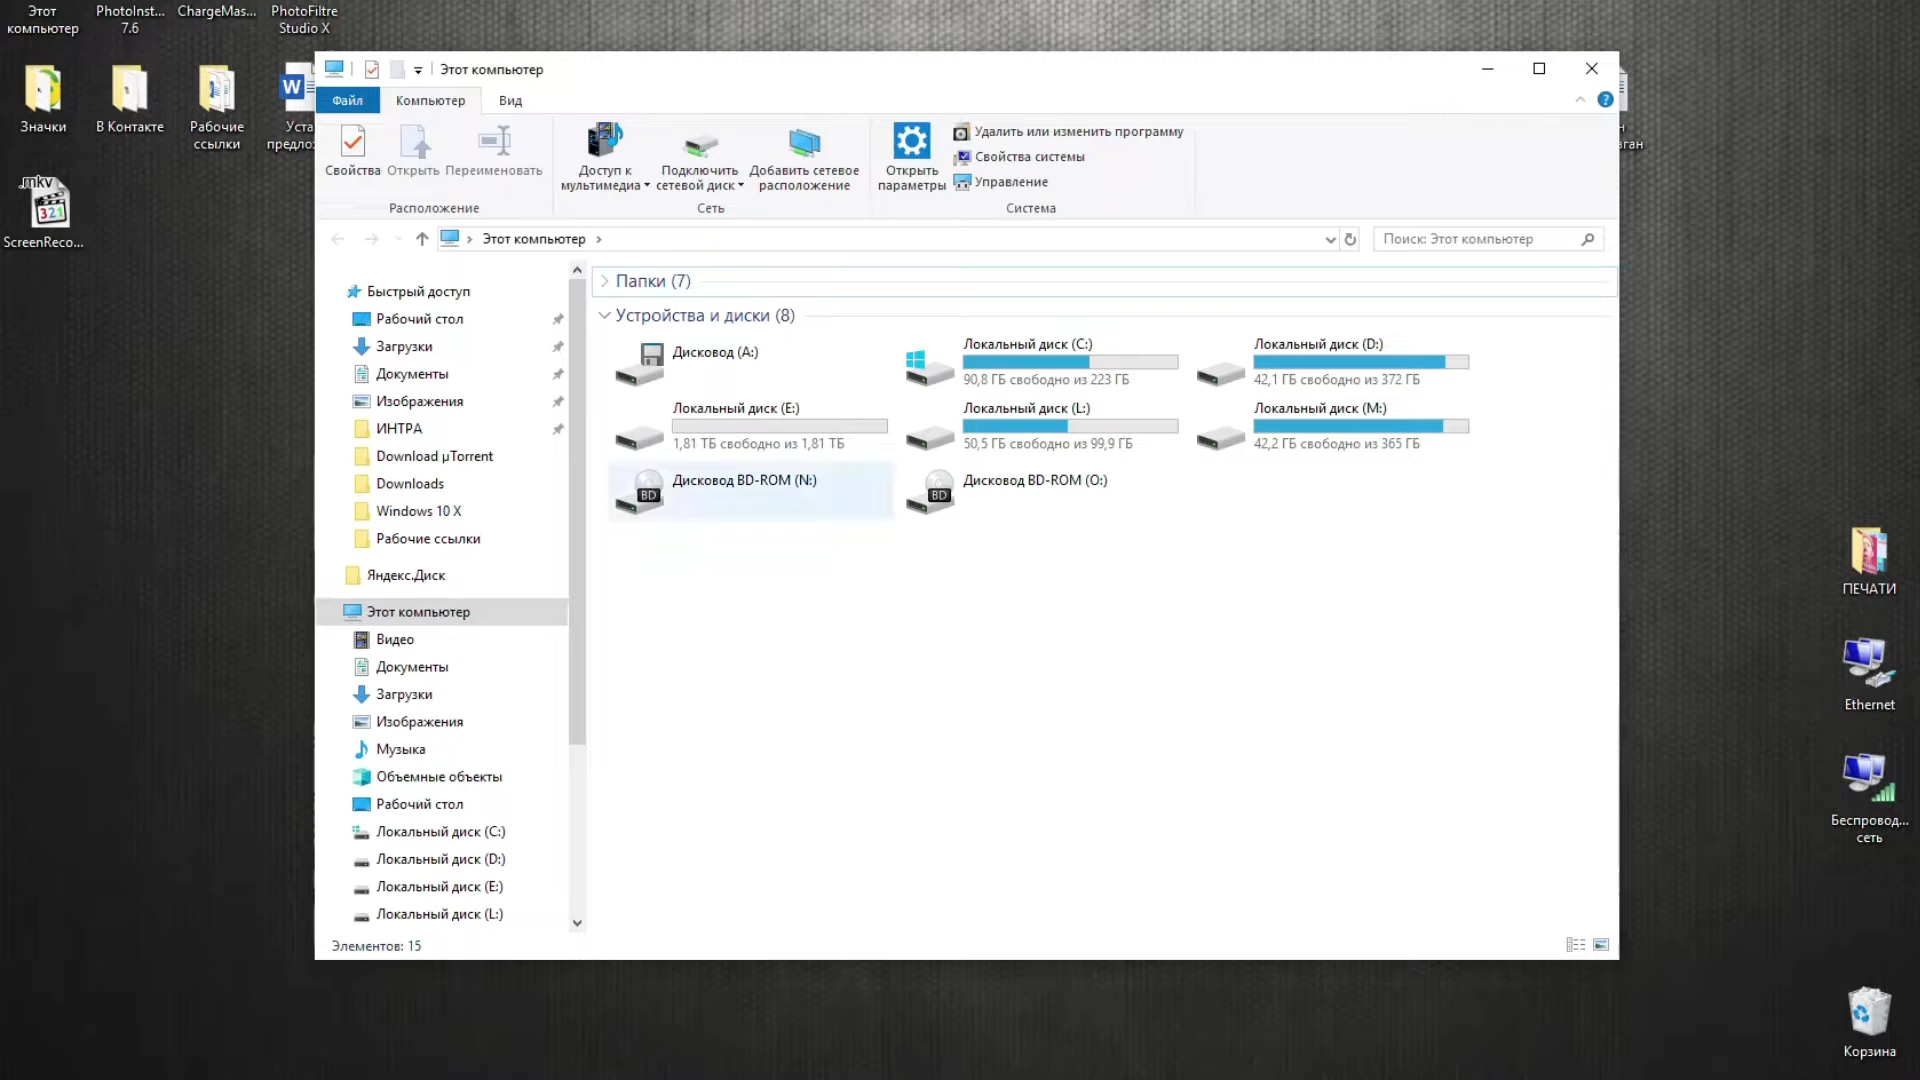 Этот
компьютер
PhotoInst...
7.6
ChargeMas...
PhotoFiltre
Studio X
Значки
В Контакте
Рабочие
ссылки
W
Уста
предло
.mkv
321
ScreenReco...
Этот компьютер
Файл
Компьютер
Вид
?
Свойства
Открыть
Переименовать
Расположение
Доступ к
мультимедиа
Подключить
сетевой диск
Добавить сетевое
расположение
Сеть
Открыть
параметры
Удалить или изменить программу
Свойства системы
Управление
Система
Этот компьютер
Поиск: Этот компьютер
Быстрый доступ
Рабочий стол
Загрузки
Документы
Изображения
ИНТРА
Download µTorrent
Downloads
Windows 10 X
Рабочие ссылки
Яндекс.Диск
Этот компьютер
Видео
Документы
Загрузки
Изображения
Музыка
Объемные объекты
Рабочий стол
Локальный диск (C:)
Локальный диск (D:)
Локальный диск (E:)
Локальный диск (L:)
Папки (7)
Устройства и диски (8)
Дисковод (A:)
Локальный диск (C:)
90,8 ГБ свободно из 223 ГБ
Локальный диск (D:)
42,1 ГБ свободно из 372 ГБ
Локальный диск (E:)
1,81 ТБ свободно из 1,81 ТБ
Локальный диск (L:)
50,5 ГБ свободно из 99,9 ГБ
Локальный диск (M:)
42,2 ГБ свободно из 365 ГБ
BD
Дисковод BD-ROM (N:)
BD
Дисковод BD-ROM (O:)
Элементов: 15
н
аган
ПЕЧАТИ
Ethernet
Беспровод...
сеть
Корзина